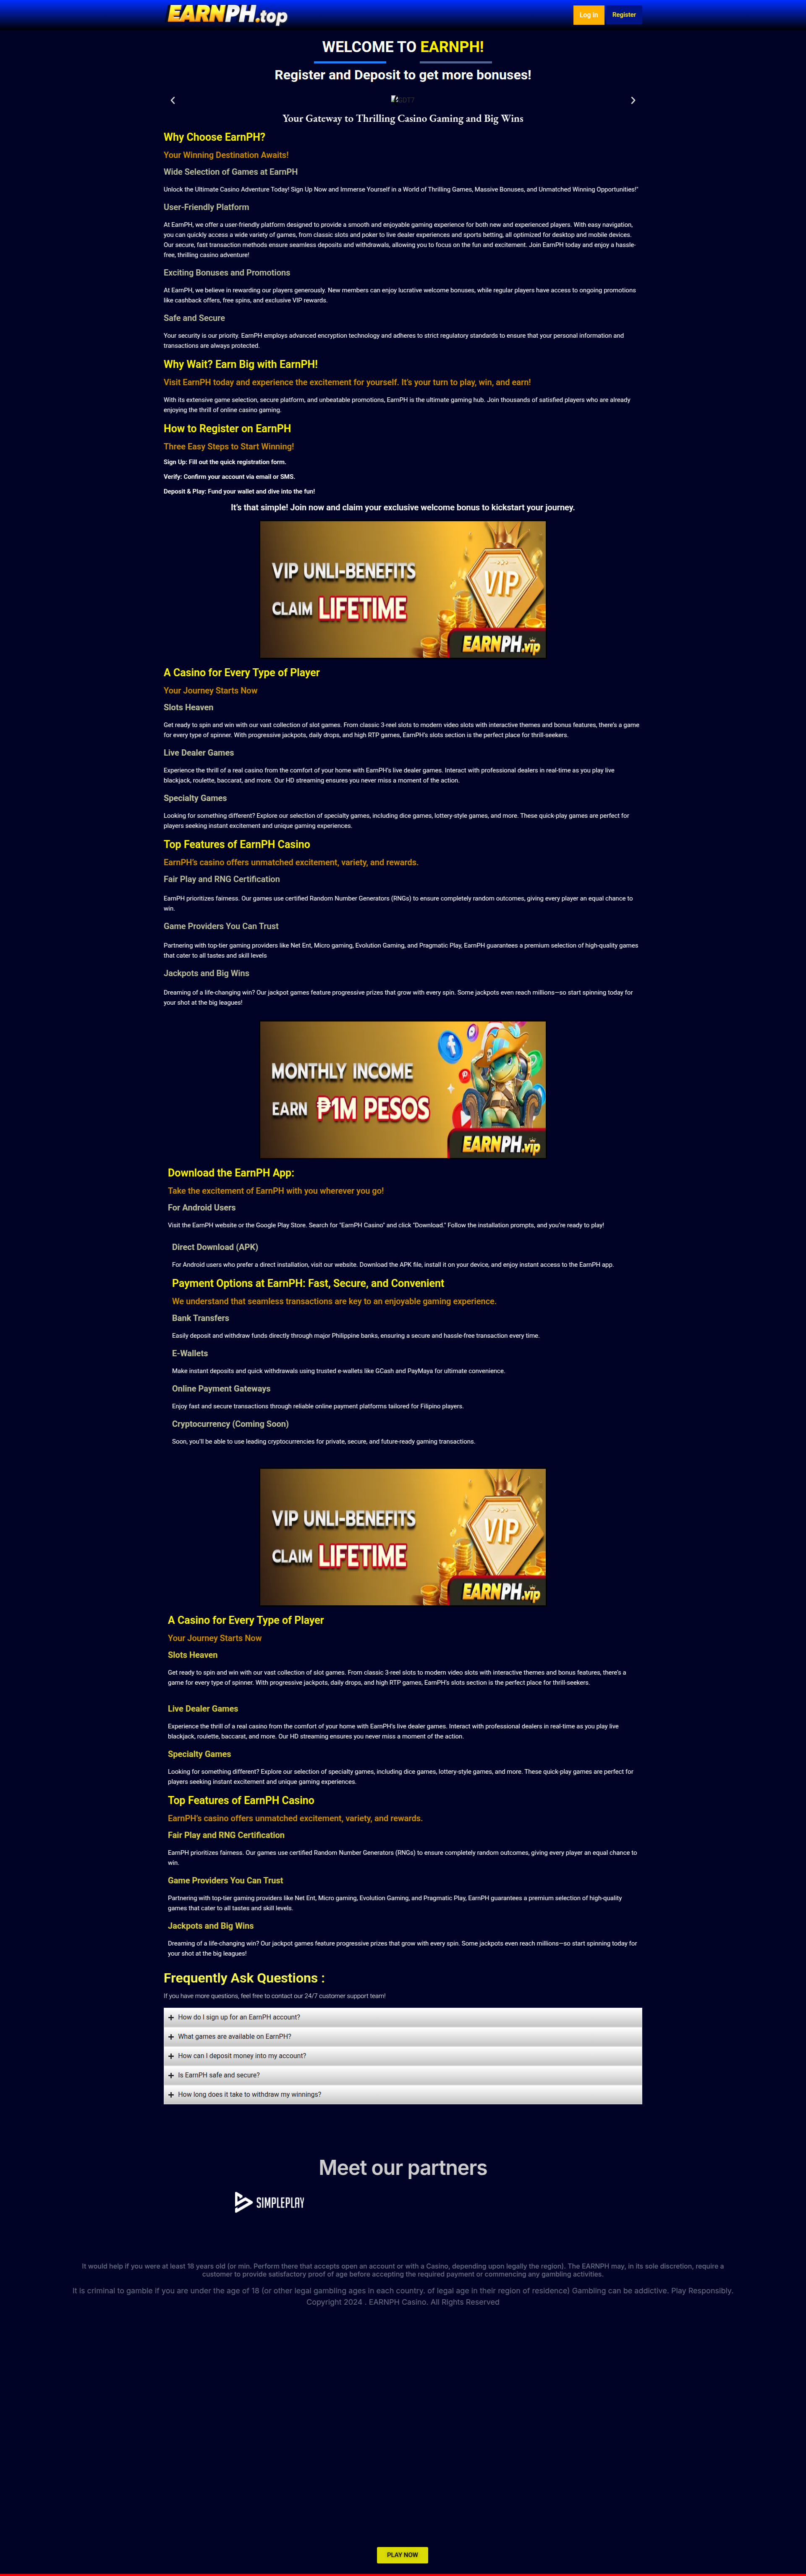 EARNPH.top
Log in
Register
WELCOME TO EARNPH!
Register and Deposit to get more bonuses!
Your Gateway to Thrilling Casino Gaming and Big Wins
Why Choose EarnPH?
Your Winning Destination Awaits!
Wide Selection of Games at EarnPH
Unlock the Ultimate Casino Adventure Today! Sign Up Now and Immerse Yourself in a World of Thrilling Games, Massive Bonuses, and Unmatched Winning Opportunities!"
User-Friendly Platform
At EarnPH, we offer a user-friendly platform designed to provide a smooth and enjoyable gaming experience for both new and experienced players. With easy navigation,
you can quickly access a wide variety of games, from classic slots and poker to live dealer experiences and sports betting, all optimized for desktop and mobile devices.
Our secure, fast transaction methods ensure seamless deposits and withdrawals, allowing you to focus on the fun and excitement. Join EarnPH today and enjoy a hassle-
free, thrilling casino adventure!
Exciting Bonuses and Promotions
At EarnPH, we believe in rewarding our players generously. New members can enjoy lucrative welcome bonuses, while regular players have access to ongoing promotions
like cashback offers, free spins, and exclusive VIP rewards.
Safe and Secure
Your security is our priority. EarnPH employs advanced encryption technology and adheres to strict regulatory standards to ensure that your personal information and
transactions are always protected.
Why Wait? Earn Big with EarnPH!
Visit EarnPH today and experience the excitement for yourself. It's your turn to play, win, and earn!
With its extensive game selection, secure platform, and unbeatable promotions, EarnPH is the ultimate gaming hub. Join thousands of satisfied players who are already
enjoying the thrill of online casino gaming.
How to Register on EarnPH
Three Easy Steps to Start Winning!
Sign Up: Fill out the quick registration form.
Verify: Confirm your account via email or SMS.
Deposit & Play: Fund your wallet and dive into the fun!
It's that simple! Join now and claim your exclusive welcome bonus to kickstart your journey.
VIP UNLI-BENEFITS
CLAIM LIFETIME
VIP
EARNPH.vip
A Casino for Every Type of Player
Your Journey Starts Now
Slots Heaven
Get ready to spin and win with our vast collection of slot games. From classic 3-reel slots to modern video slots with interactive themes and bonus features, there's a game
for every type of spinner. With progressive jackpots, daily drops, and high RTP games, EarnPH's slots section is the perfect place for thrill-seekers.
Live Dealer Games
Experience the thrill of a real casino from the comfort of your home with EarnPH's live dealer games. Interact with professional dealers in real-time as you play live
blackjack, roulette, baccarat, and more. Our HD streaming ensures you never miss a moment of the action.
Specialty Games
Looking for something different? Explore our selection of specialty games, including dice games, lottery-style games, and more. These quick-play games are perfect for
players seeking instant excitement and unique gaming experiences.
Top Features of EarnPH Casino
EarnPH's casino offers unmatched excitement, variety, and rewards.
Fair Play and RNG Certification
EarnPH prioritizes fairness. Our games use certified Random Number Generators (RNGs) to ensure completely random outcomes, giving every player an equal chance to
win.
Game Providers You Can Trust
Partnering with top-tier gaming providers like Net Ent, Micro gaming, Evolution Gaming, and Pragmatic Play, EarnPH guarantees a premium selection of high-quality games
that cater to all tastes and skill levels
Jackpots and Big Wins
Dreaming of a life-changing win? Our jackpot games feature progressive prizes that grow with every spin. Some jackpots even reach millions—so start spinning today for
your shot at the big leagues!
MONTHLY INCOME
EARN ₱1M PESOS
EARNPH.vip
Download the EarnPH App:
Take the excitement of EarnPH with you wherever you go!
For Android Users
Visit the EarnPH website or the Google Play Store. Search for "EarnPH Casino" and click "Download." Follow the installation prompts, and you're ready to play!
Direct Download (APK)
For Android users who prefer a direct installation, visit our website. Download the APK file, install it on your device, and enjoy instant access to the EarnPH app.
Payment Options at EarnPH: Fast, Secure, and Convenient
We understand that seamless transactions are key to an enjoyable gaming experience.
Bank Transfers
Easily deposit and withdraw funds directly through major Philippine banks, ensuring a secure and hassle-free transaction every time.
E-Wallets
Make instant deposits and quick withdrawals using trusted e-wallets like GCash and PayMaya for ultimate convenience.
Online Payment Gateways
Enjoy fast and secure transactions through reliable online payment platforms tailored for Filipino players.
Cryptocurrency (Coming Soon)
Soon, you'll be able to use leading cryptocurrencies for private, secure, and future-ready gaming transactions.
VIP UNLI-BENEFITS
CLAIM LIFETIME
VIP
EARNPH.vip
A Casino for Every Type of Player
Your Journey Starts Now
Slots Heaven
Get ready to spin and win with our vast collection of slot games. From classic 3-reel slots to modern video slots with interactive themes and bonus features, there's a
game for every type of spinner. With progressive jackpots, daily drops, and high RTP games, EarnPH's slots section is the perfect place for thrill-seekers.
Live Dealer Games
Experience the thrill of a real casino from the comfort of your home with EarnPH's live dealer games. Interact with professional dealers in real-time as you play live
blackjack, roulette, baccarat, and more. Our HD streaming ensures you never miss a moment of the action.
Specialty Games
Looking for something different? Explore our selection of specialty games, including dice games, lottery-style games, and more. These quick-play games are perfect for
players seeking instant excitement and unique gaming experiences.
Top Features of EarnPH Casino
EarnPH's casino offers unmatched excitement, variety, and rewards.
Fair Play and RNG Certification
EarnPH prioritizes fairness. Our games use certified Random Number Generators (RNGs) to ensure completely random outcomes, giving every player an equal chance to
win.
Game Providers You Can Trust
Partnering with top-tier gaming providers like Net Ent, Micro gaming, Evolution Gaming, and Pragmatic Play, EarnPH guarantees a premium selection of high-quality
games that cater to all tastes and skill levels.
Jackpots and Big Wins
Dreaming of a life-changing win? Our jackpot games feature progressive prizes that grow with every spin. Some jackpots even reach millions—so start spinning today for
your shot at the big leagues!
Frequently Ask Questions :
If you have more questions, feel free to contact our 24/7 customer support team!
How do I sign up for an EarnPH account?
What games are available on EarnPH?
How can I deposit money into my account?
Is EarnPH safe and secure?
How long does it take to withdraw my winnings?
Meet our partners
SIMPLEPLAY
It would help if you were at least 18 years old (or min. Perform there that accepts open an account or with a Casino, depending upon legally the region). The EARNPH may, in its sole discretion, require a
customer to provide satisfactory proof of age before accepting the required payment or commencing any gambling activities.
It is criminal to gamble if you are under the age of 18 (or other legal gambling ages in each country. of legal age in their region of residence) Gambling can be addictive. Play Responsibly.
Copyright 2024 . EARNPH Casino. All Rights Reserved
PLAY NOW